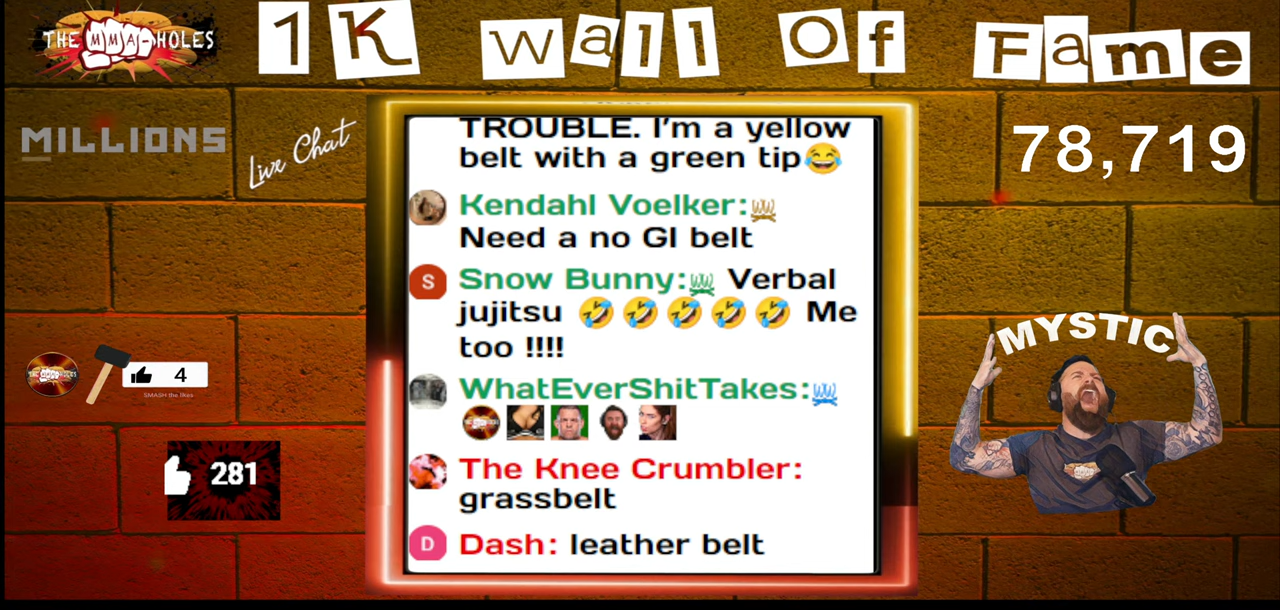 THE MMA-HOLES
1K Wall Of Fame
MILLIONS
Live Chat
78,719
TROUBLE. I'm a yellow
belt with a green tip😂
Kendahl Voelker:
Need a no GI belt
S Snow Bunny: Verbal
jujitsu 🤣🤣🤣🤣🤣 Me
too !!!!
WhatEverShitTakes:
The Knee Crumbler:
grassbelt
D Dash: leather belt
MYSTIC
4
SMASH the likes
281